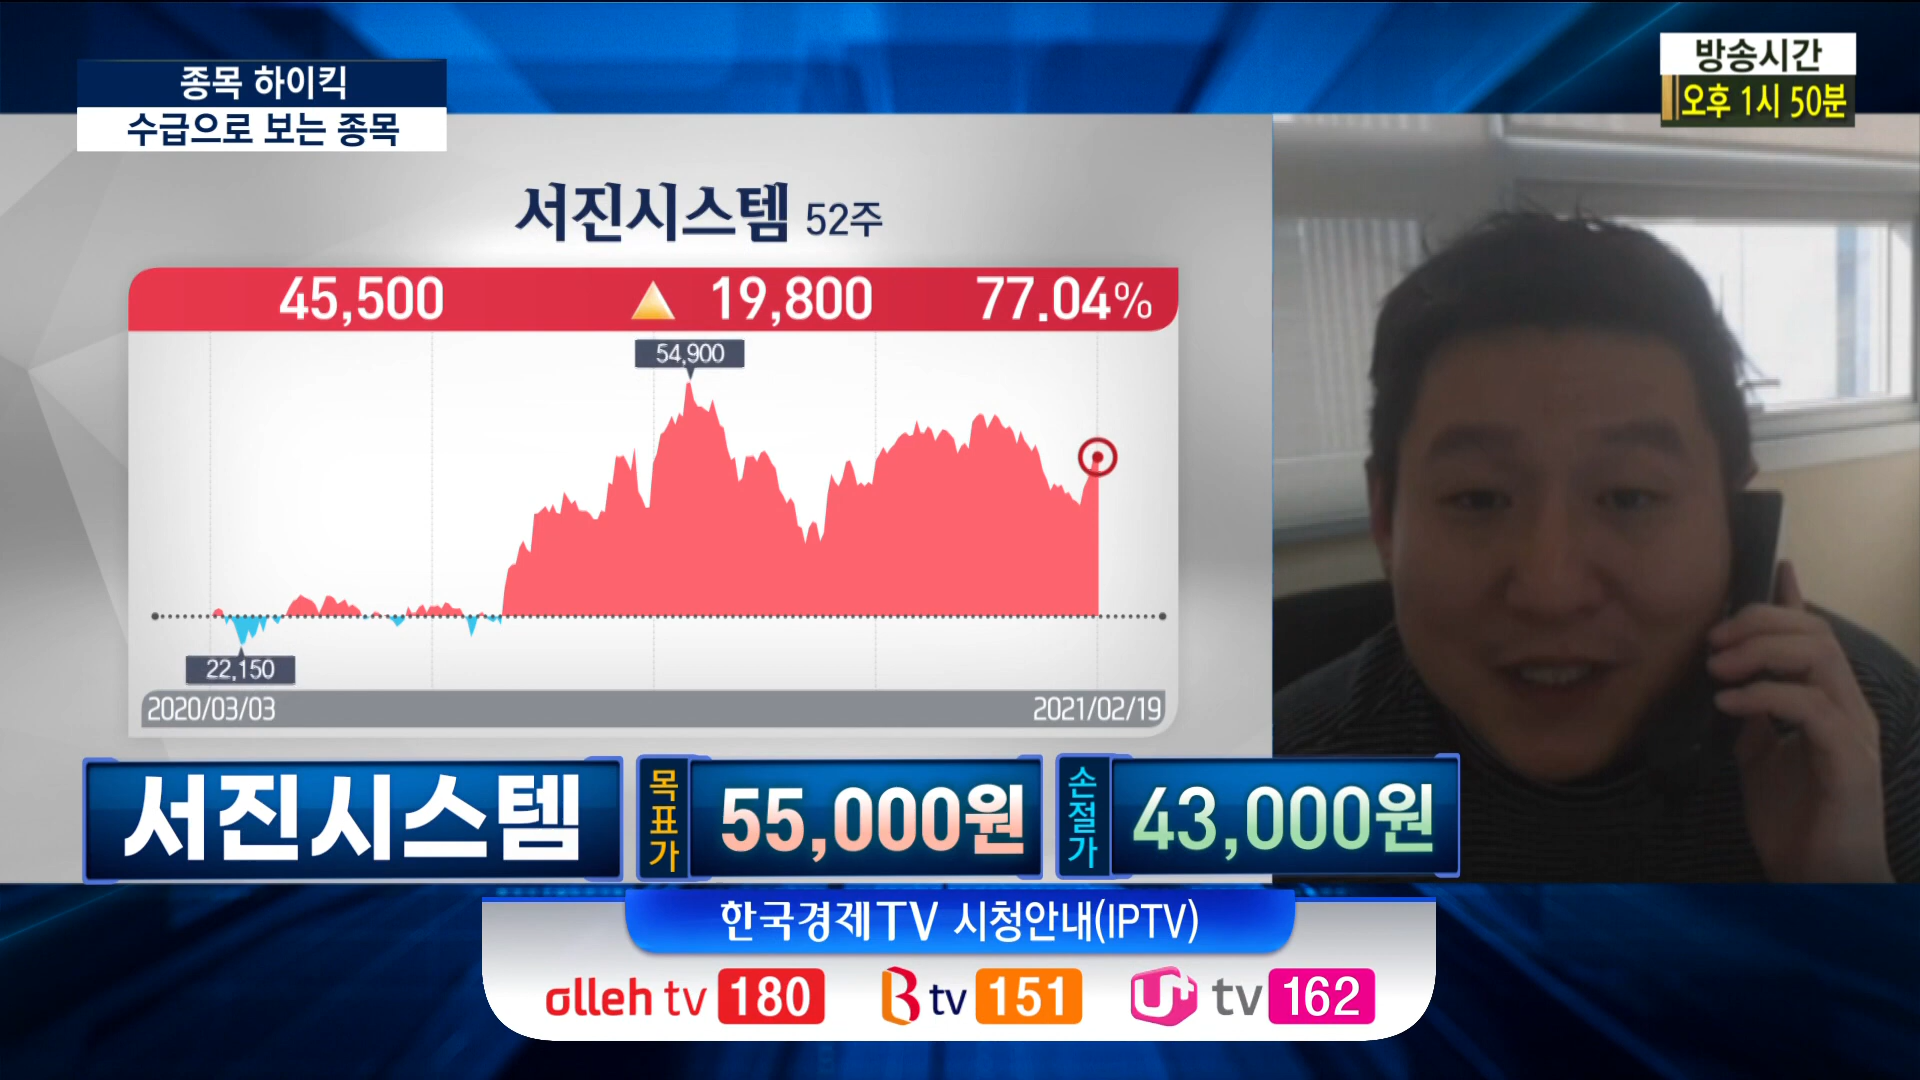 종목 하이킥
수급으로 보는 종목
방송시간
오후 1시 50분
서진시스템 52주
45,500 ▲ 19,800 77.04%
54,900
22,150
2020/03/03 2021/02/19
서진시스템 목표가 55,000원 손절가 43,000원
한국경제TV 시청안내(IPTV)
olleh tv 180 B tv 151 U+ tv 162